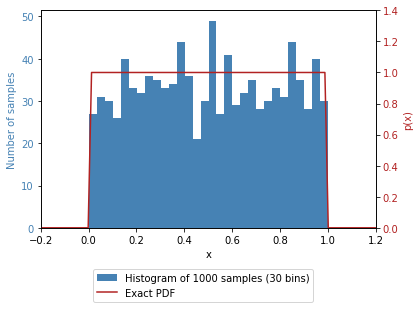 50
40
30
20
10
0
Number of samples
1.4
1.2
1.0
0.8
0.6
0.4
0.2
0.0
p(x)
−0.2 0.0 0.2 0.4 0.6 0.8 1.0 1.2
x
Histogram of 1000 samples (30 bins)
Exact PDF